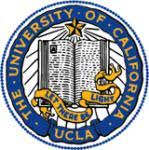 THE UNIVERSITY OF CALIFORNIA
LET THERE BE LIGHT
UCLA